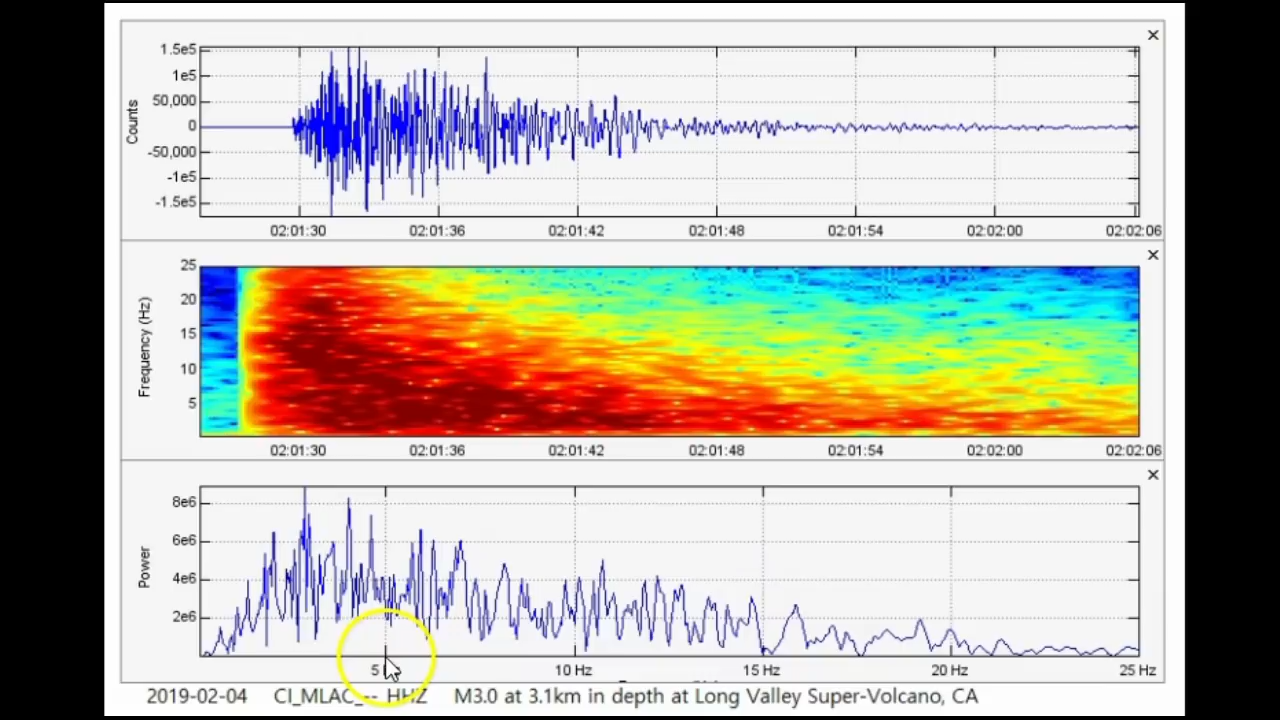 ×
1.5e5
1e5
50,000
0
-50,000
-1e5
-1.5e5
Counts
02:01:30 02:01:36 02:01:42 02:01:48 02:01:54 02:02:00 02:02:06
×
25
20
15
10
5
Frequency (Hz)
02:01:30 02:01:36 02:01:42 02:01:48 02:01:54 02:02:00 02:02:06
×
8e6
6e6
4e6
2e6
Power
5 10 Hz 15 Hz 20 Hz 25 Hz
2019-02-04 CI_MLAC_-- HHZ M3.0 at 3.1km in depth at Long Valley Super-Volcano, CA